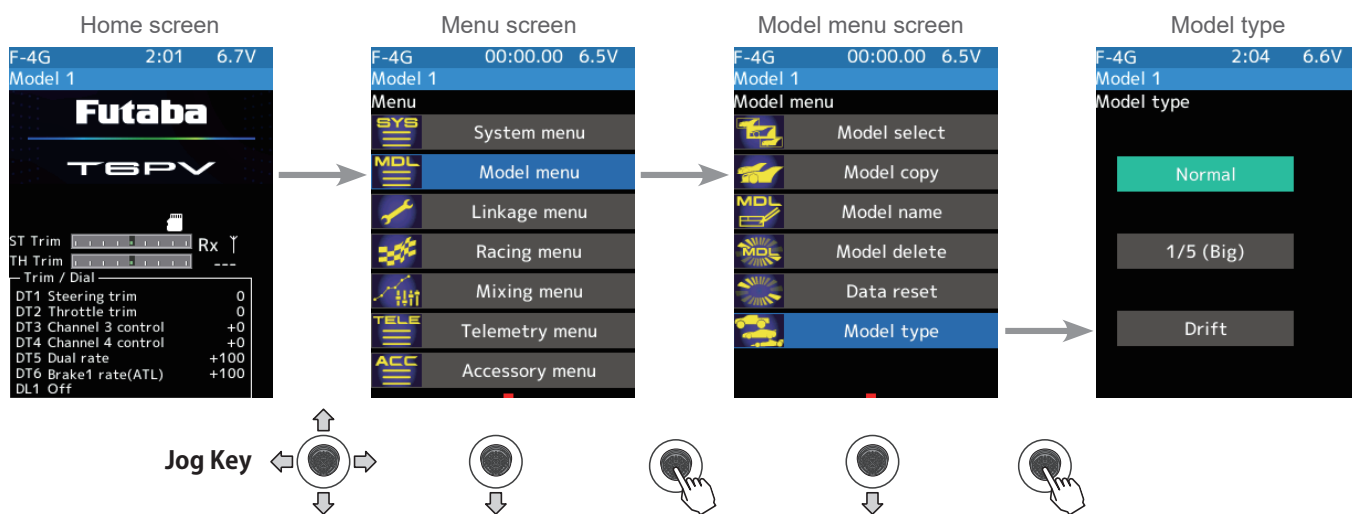 Home screen
F-4G 2:01 6.7V
Model 1
Futaba
T6PV
ST Trim
Rx
TH Trim
---
Trim / Dial
DT1 Steering trim 0
DT2 Throttle trim 0
DT3 Channel 3 control +0
DT4 Channel 4 control +0
DT5 Dual rate +100
DT6 Brake1 rate(ATL) +100
DL1 Off
Menu screen
F-4G 00:00.00 6.5V
Model 1
Menu
SYS System menu
MDL Model menu
Linkage menu
Racing menu
Mixing menu
TELE Telemetry menu
ACC Accessory menu
Model menu screen
F-4G 00:00.00 6.5V
Model 1
Model menu
Model select
Model copy
MDL Model name
MDL Model delete
Data reset
Model type
Model type
F-4G 2:04 6.6V
Model 1
Model type
Normal
1/5 (Big)
Drift
Jog Key